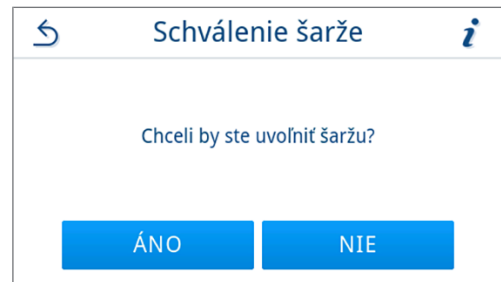 Schválenie šarže
i
Chceli by ste uvoľniť šaržu?
ÁNO
NIE